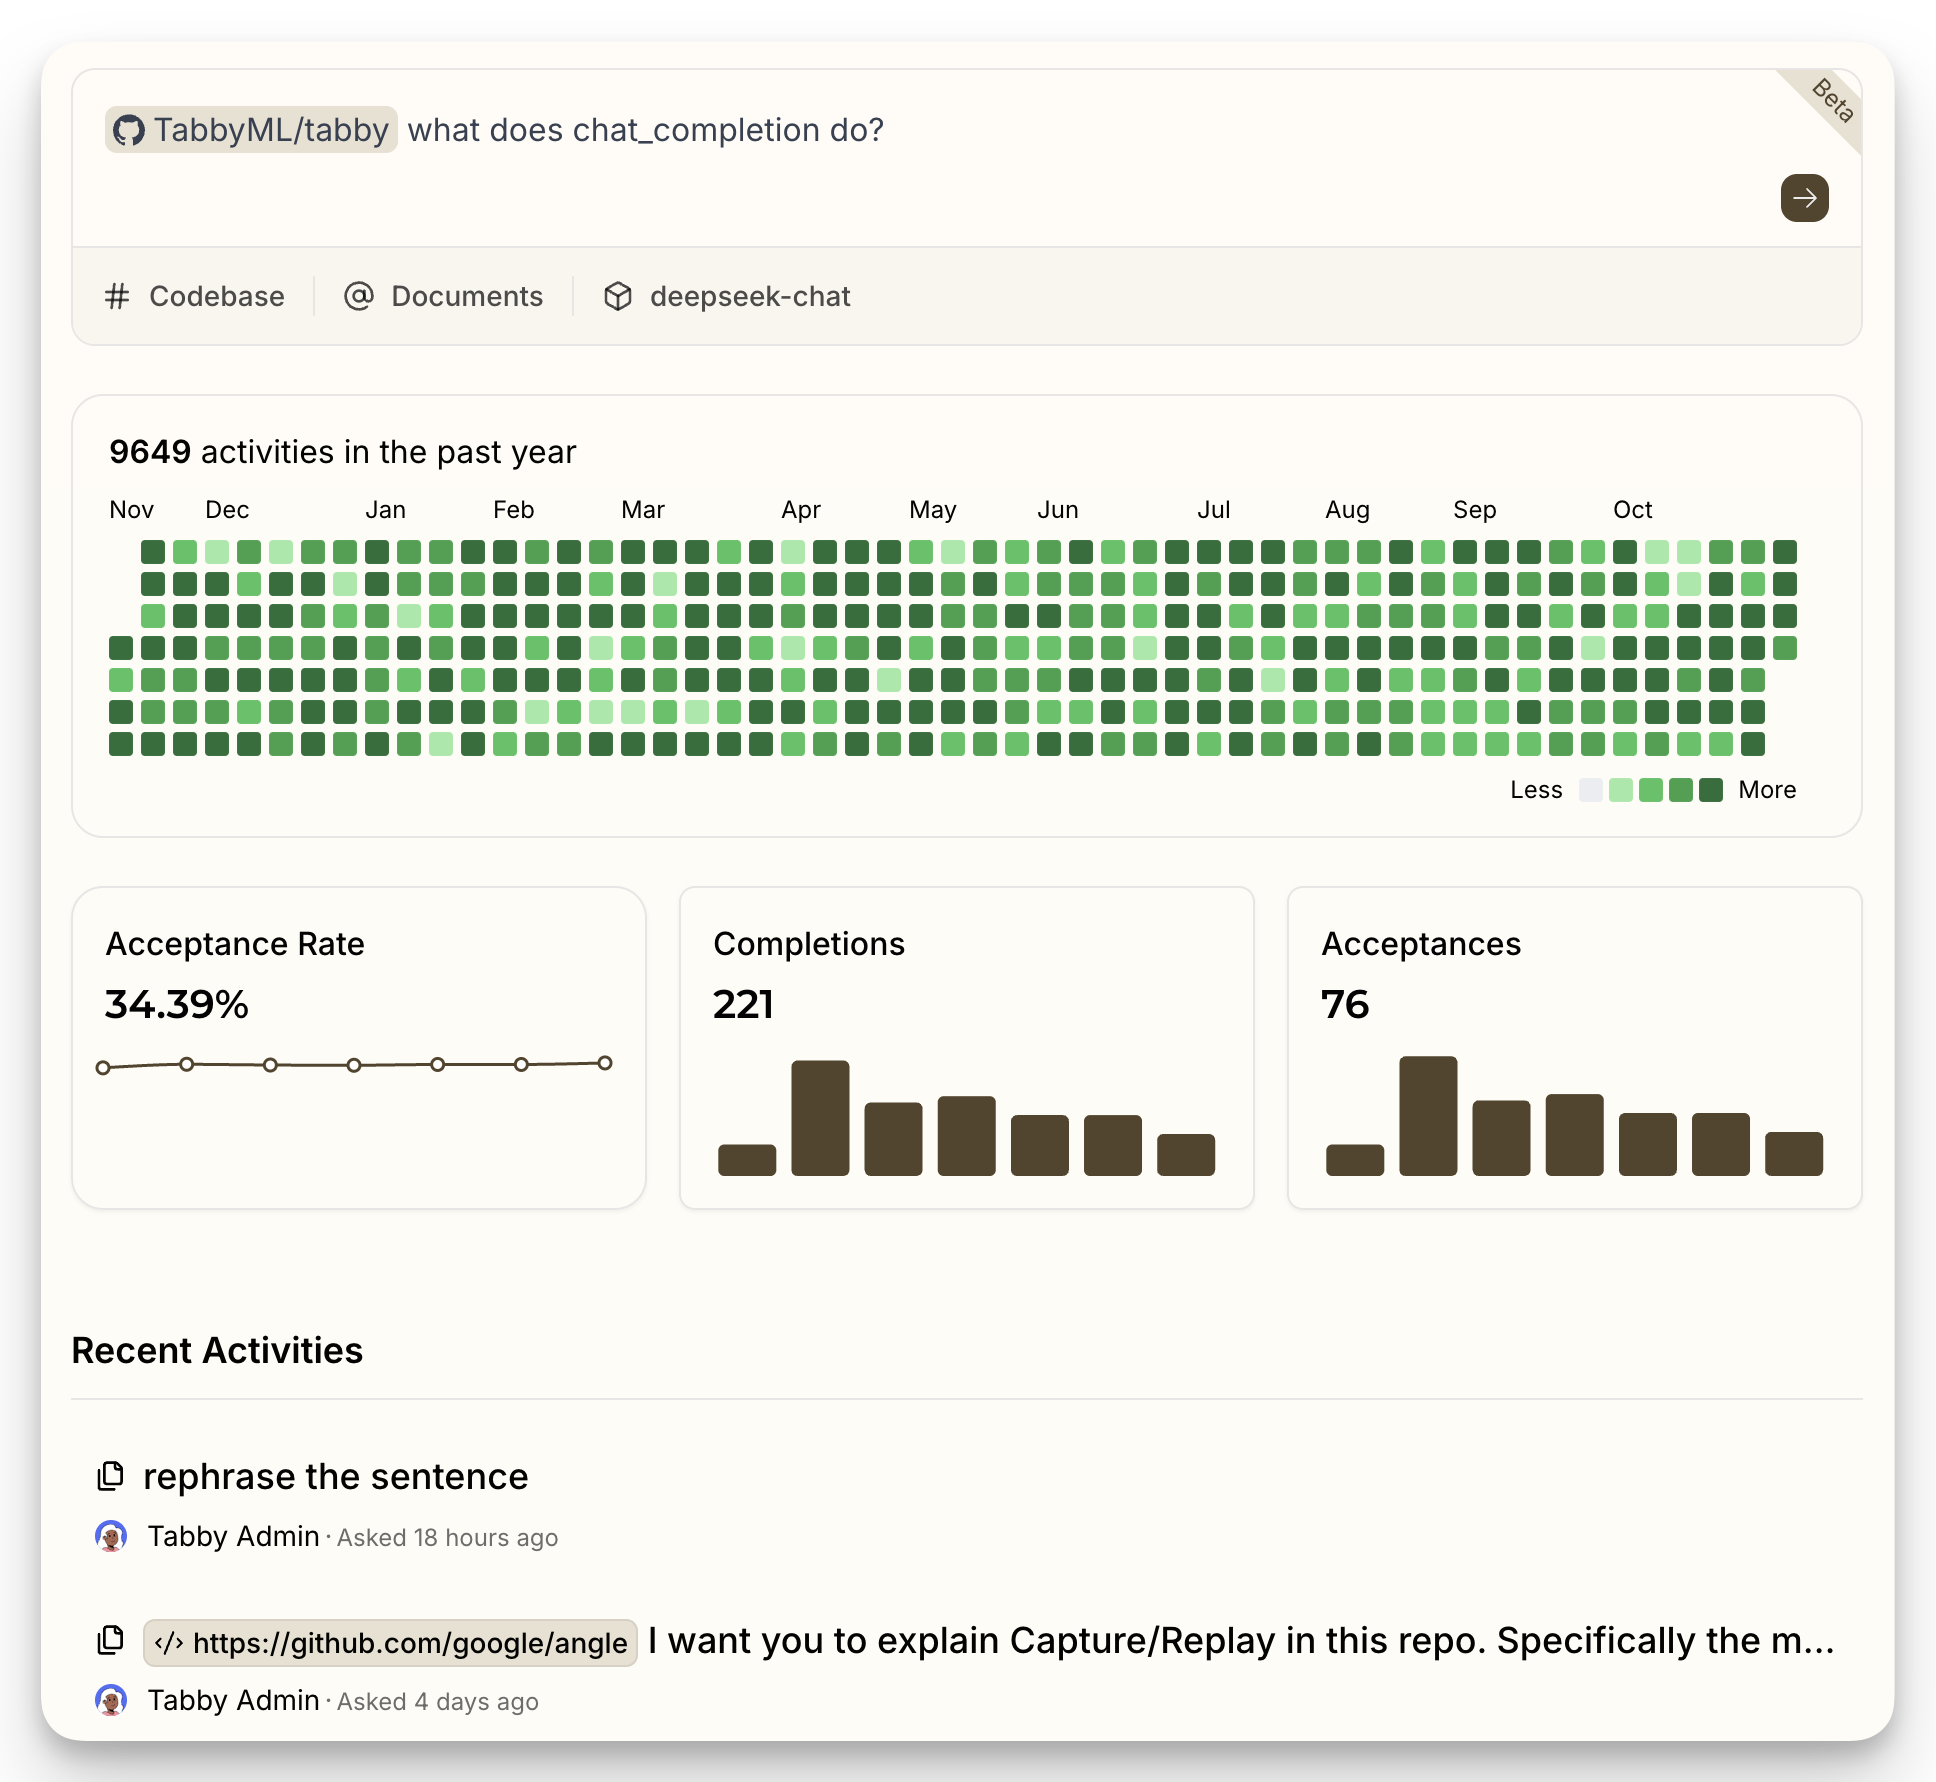 Beta
TabbyML/tabby what does chat_completion do?
Codebase
Documents
deepseek-chat
9649 activities in the past year
Nov Dec Jan Feb Mar Apr May Jun Jul Aug Sep Oct
Less More
Acceptance Rate
34.39%
Completions
221
Acceptances
76
Recent Activities
rephrase the sentence
Tabby Admin · Asked 18 hours ago
</> https://github.com/google/angle I want you to explain Capture/Replay in this repo. Specifically the m...
Tabby Admin · Asked 4 days ago